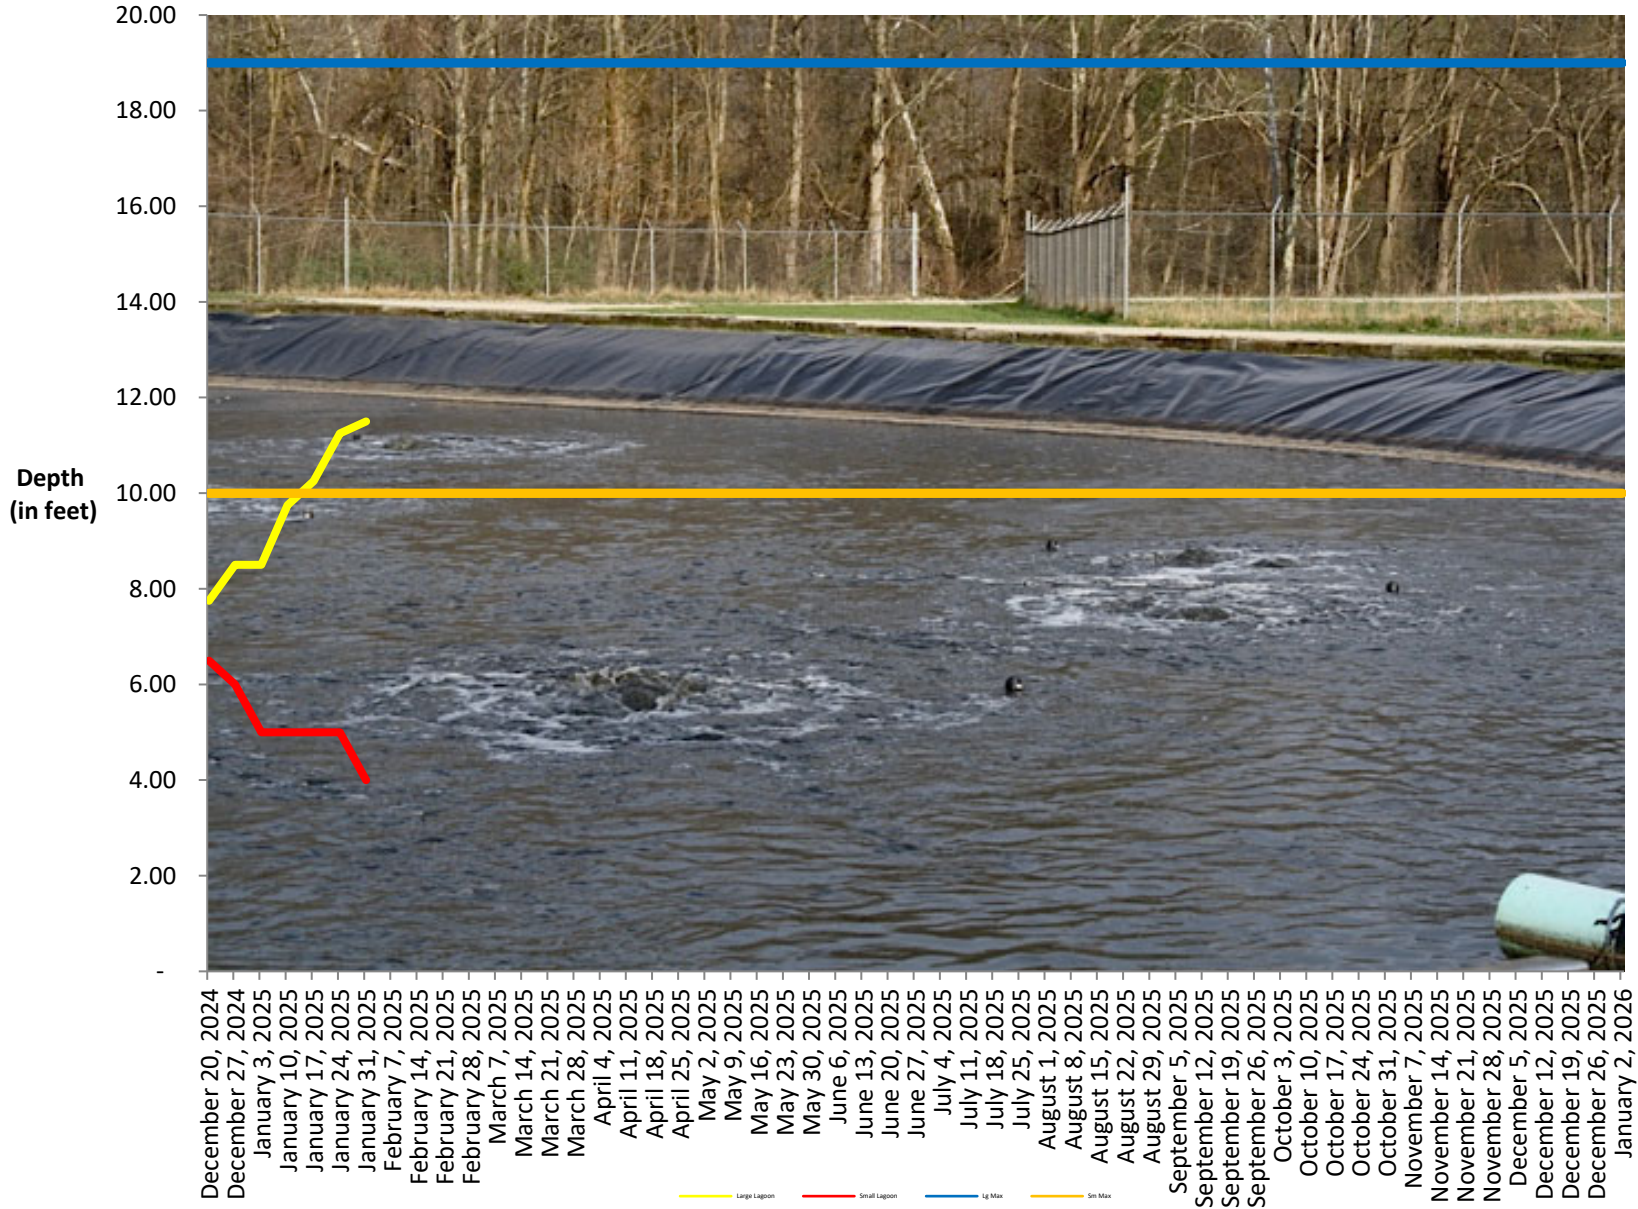 20.00
18.00
16.00
14.00
12.00
10.00
8.00
6.00
4.00
2.00
-
Depth
(in feet)
December 20, 2024
December 27, 2024
January 3, 2025
January 10, 2025
January 17, 2025
January 24, 2025
January 31, 2025
February 7, 2025
February 14, 2025
February 21, 2025
February 28, 2025
March 7, 2025
March 14, 2025
March 21, 2025
March 28, 2025
April 4, 2025
April 11, 2025
April 18, 2025
April 25, 2025
May 2, 2025
May 9, 2025
May 16, 2025
May 23, 2025
May 30, 2025
June 6, 2025
June 13, 2025
June 20, 2025
June 27, 2025
July 4, 2025
July 11, 2025
July 18, 2025
July 25, 2025
August 1, 2025
August 8, 2025
August 15, 2025
August 22, 2025
August 29, 2025
September 5, 2025
September 12, 2025
September 19, 2025
September 26, 2025
October 3, 2025
October 10, 2025
October 17, 2025
October 24, 2025
October 31, 2025
November 7, 2025
November 14, 2025
November 21, 2025
November 28, 2025
December 5, 2025
December 12, 2025
December 19, 2025
December 26, 2025
January 2, 2026
Large Lagoon
Small Lagoon
Lg Max
Sm Max